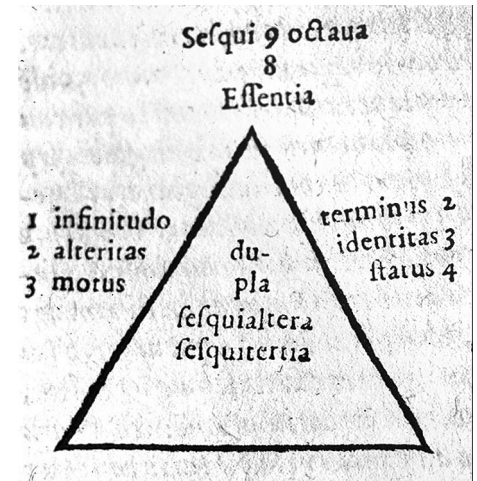 Seſqui 9 octaua
8
Eſſentia
1 infinitudo
2 alteritas
3 motus
terminus 2
identitas 3
ſtatus 4
du-
pla
ſeſquialtera
ſeſquitertia